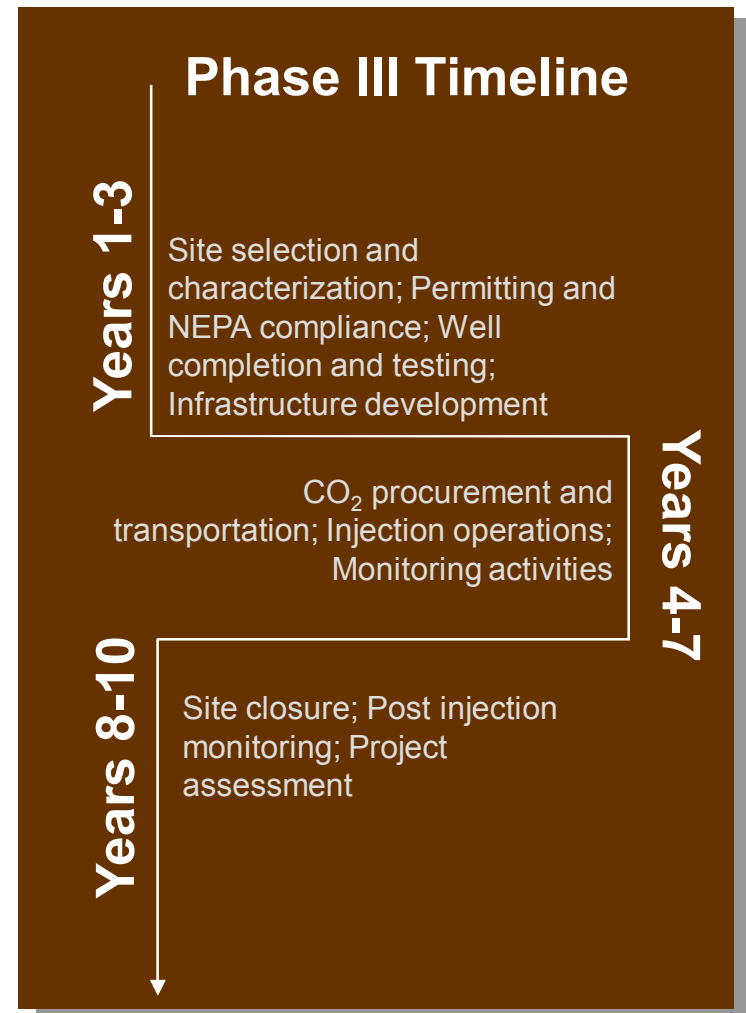 Phase III Timeline
Years 1-3
Site selection and
characterization; Permitting and
NEPA compliance; Well
completion and testing;
Infrastructure development
Years 4-7
CO₂ procurement and
transportation; Injection operations;
Monitoring activities
Years 8-10
Site closure; Post injection
monitoring; Project
assessment